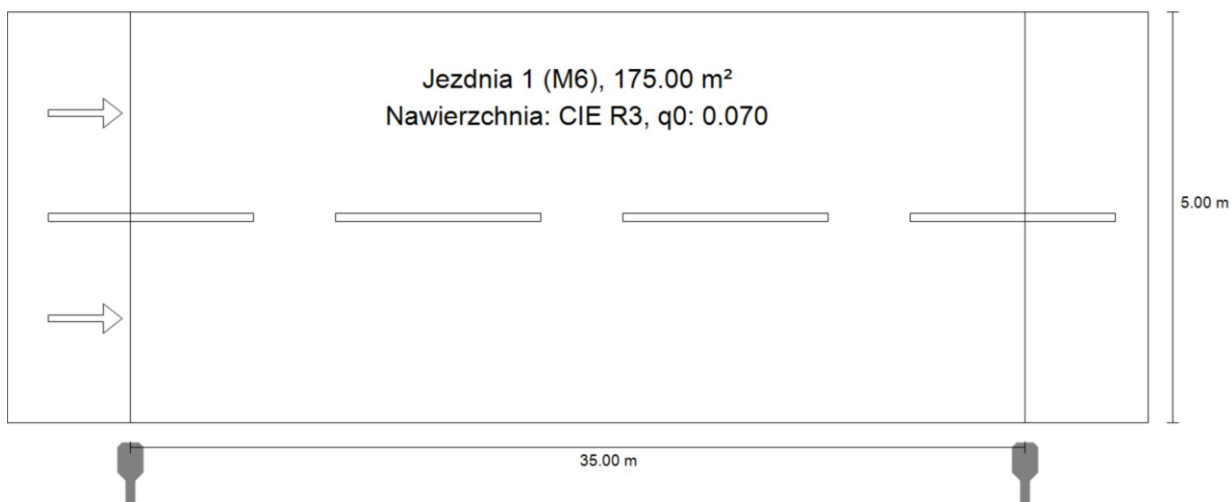 Jezdnia 1 (M6), 175.00 m²
Nawierzchnia: CIE R3, q0: 0.070
5.00 m
35.00 m